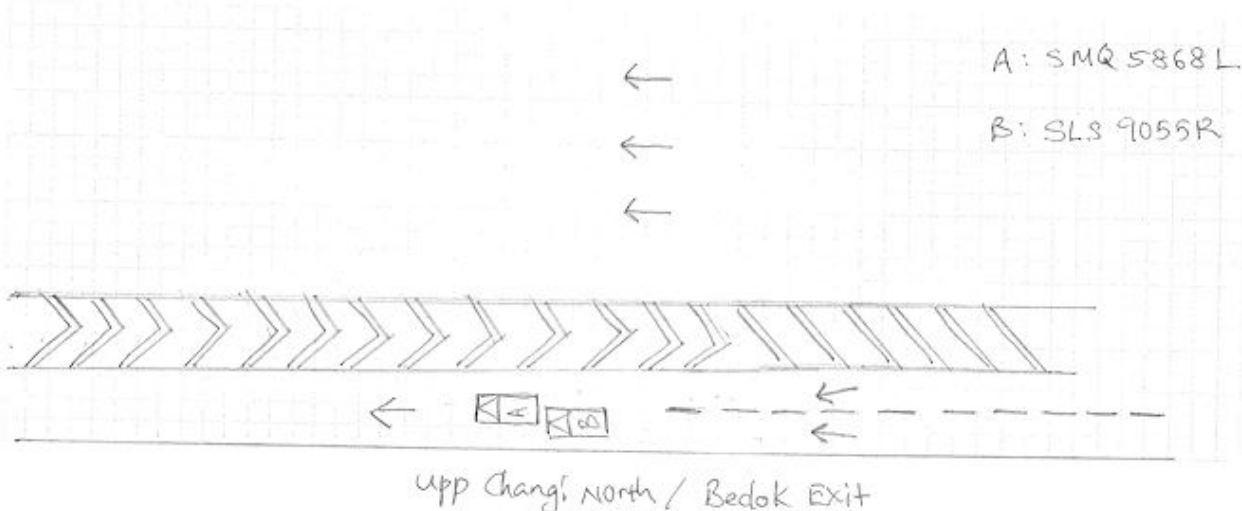 A: SMQ 5868L
B: SLS 9055R
A
B
Upp Changi North / Bedok Exit